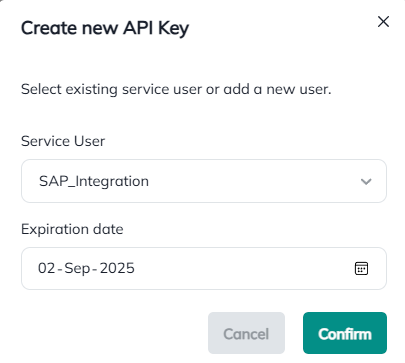 Create new API Key
Select existing service user or add a new user.
Service User
SAP_Integration
Expiration date
02-Sep-2025
Cancel
Confirm